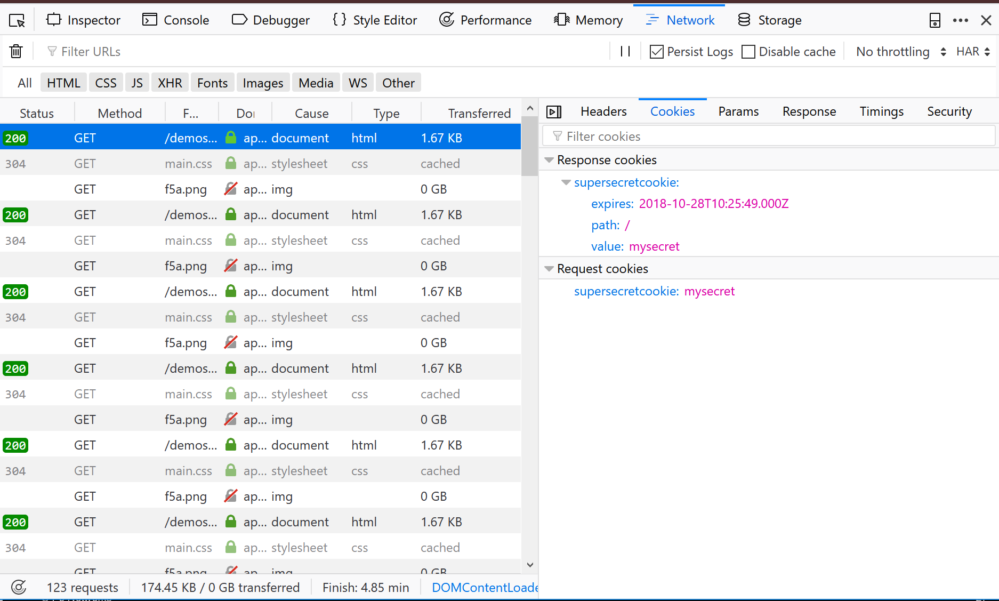 Inspector Console Debugger Style Editor Performance Memory Network Storage
Filter URLs Persist Logs Disable cache No throttling HAR
All HTML CSS JS XHR Fonts Images Media WS Other
Status Method F... Do Cause Type Transferred
200 GET /demos... ap... document html 1.67 KB
304 GET main.css ap... stylesheet css cached
GET f5a.png ap... img 0 GB
200 GET /demos... ap... document html 1.67 KB
304 GET main.css ap... stylesheet css cached
GET f5a.png ap... img 0 GB
200 GET /demos... ap... document html 1.67 KB
304 GET main.css ap... stylesheet css cached
GET f5a.png ap... img 0 GB
200 GET /demos... ap... document html 1.67 KB
304 GET main.css ap... stylesheet css cached
GET f5a.png ap... img 0 GB
200 GET /demos... ap... document html 1.67 KB
304 GET main.css ap... stylesheet css cached
GET f5a.png ap... img 0 GB
200 GET /demos... ap... document html 1.67 KB
304 GET main.css ap... stylesheet css cached
GET f5a.png ap... img 0 GB
123 requests 174.45 KB / 0 GB transferred Finish: 4.85 min DOMContentLoade
Headers Cookies Params Response Timings Security
Filter cookies
Response cookies
supersecretcookie:
expires: 2018-10-28T10:25:49.000Z
path: /
value: mysecret
Request cookies
supersecretcookie: mysecret